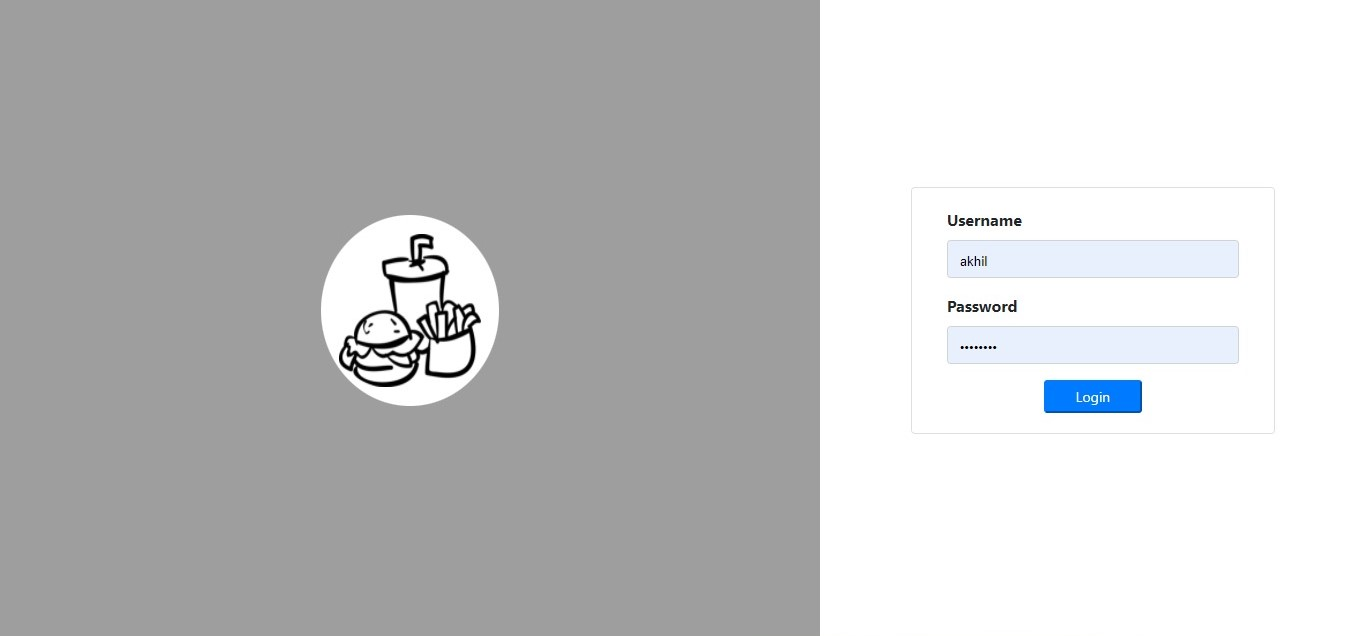 Username
akhil
Password
••••••••
Login